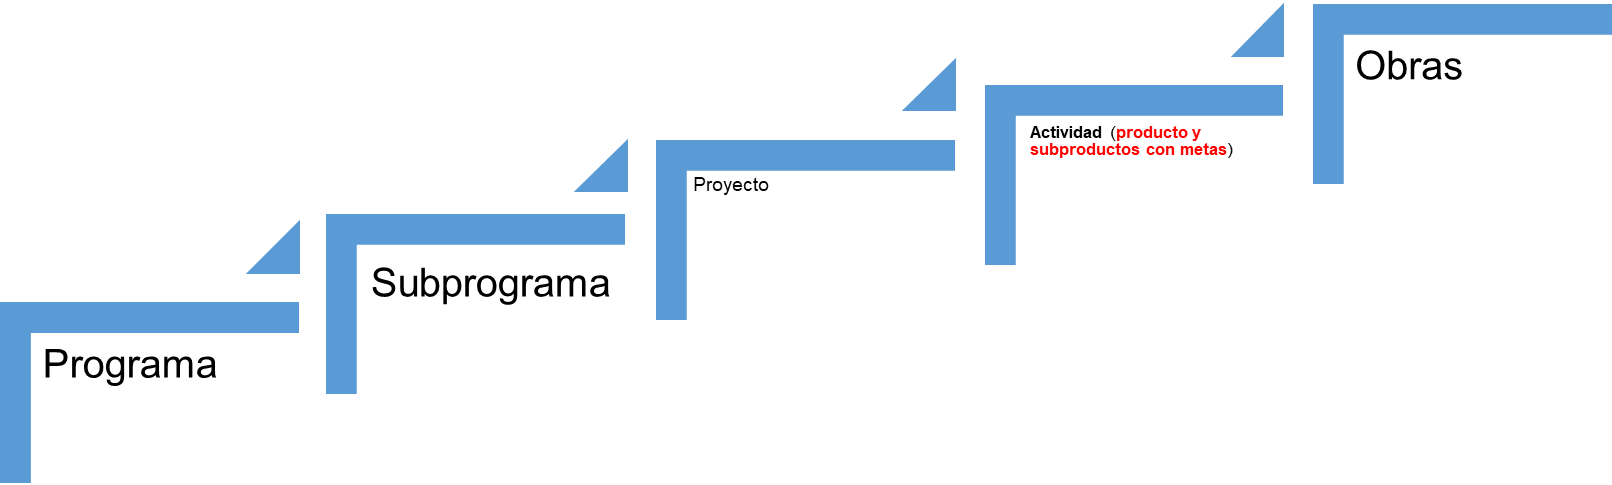 Programa
Subprograma
Proyecto
Actividad (producto y
subproductos con metas)
Obras